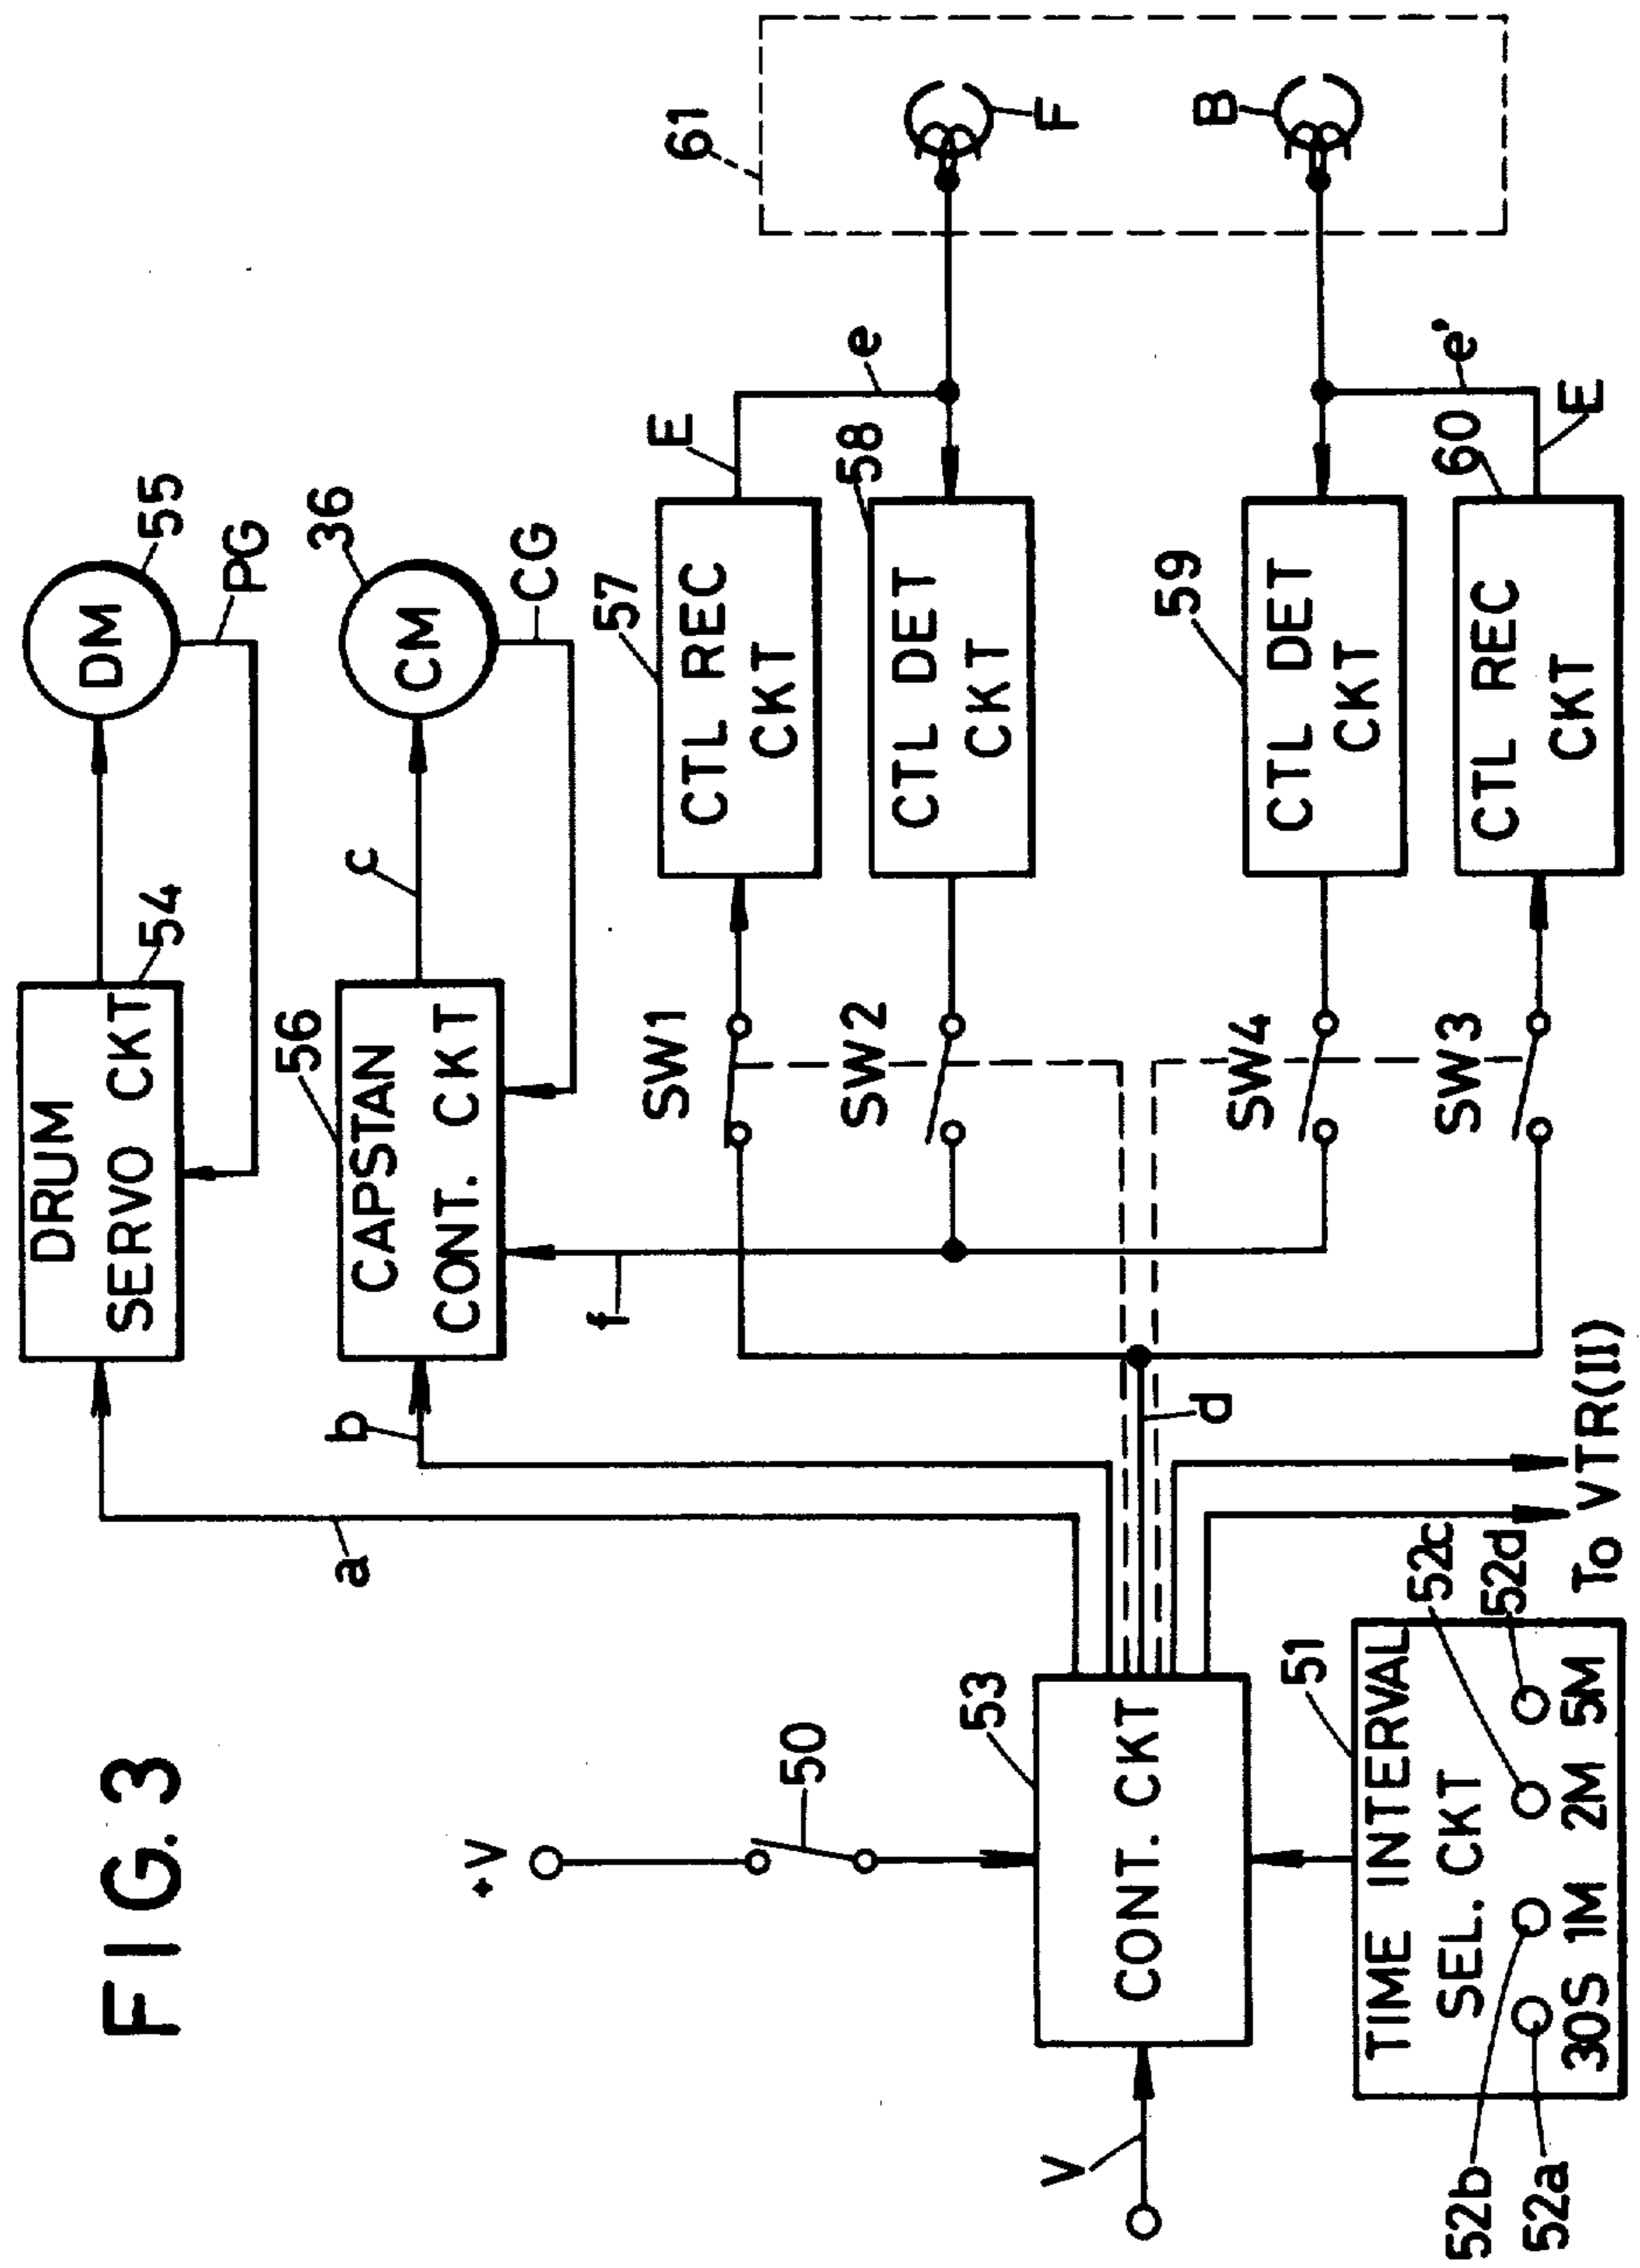 FIG. 3
DRUM
SERVO CKT
54
DM
55
PG
a
b
CAPSTAN
CONT. CKT
56
c
CM
36
CG
f
SW1
CTL REC
CKT
57
E
e
SW2
CTL DET
CKT
58
61
F
B
SW4
CTL DET
CKT
59
e'
SW3
CTL REC
CKT
60
E
+V
50
V
CONT. CKT
53
d
TIME INTERVAL
SEL. CKT
51
30S 1M 2M 5M
52a
52b
52c
52d
To VTR(II)